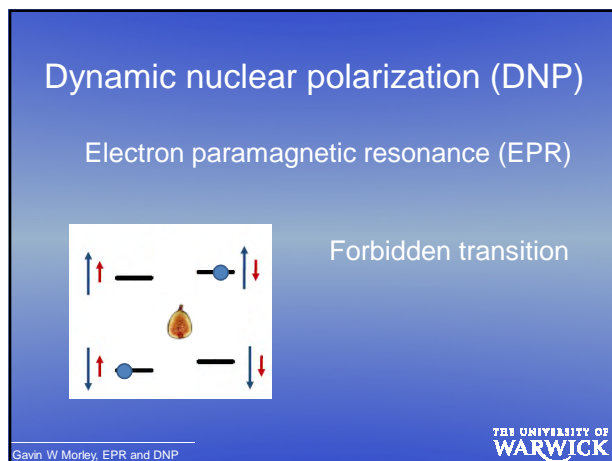 Dynamic nuclear polarization (DNP)
Electron paramagnetic resonance (EPR)
Forbidden transition
Gavin W Morley, EPR and DNP
THE UNIVERSITY OF
WARWICK